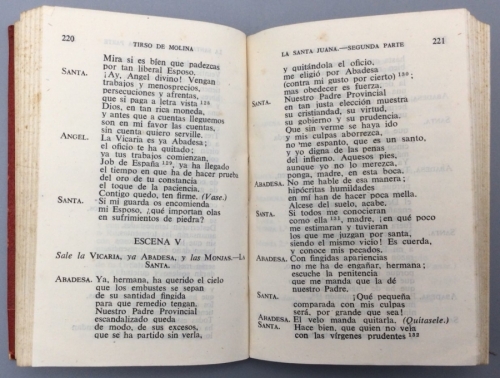 220 TIRSO DE MOLINA
Mira si es bien que padezcas
por tan liberal Esposo.
SANTA. ¡Ay, Angel divino! Vengan
trabajos y menosprecios,
persecuciones y afrentas,
que si paga a letra vista
Dios, en tan rica moneda,
y antes que a cuentas lleguemos
son en mi favor las cuentas,
sin cuenta quiero serville.
ANGEL. La Vicaria es ya Abadesa;
el oficio te ha quitado;
ya tus trabajos comienzan,
Job de España, ya ha llegado
el tiempo en que ha de hacer prueba
del oro de tu constancia
el toque de la paciencia.
Contigo quedo, ten firme. (Vase.)
SANTA. Si mi guarda os encomienda
mi Esposo, ¿qué importan olas
en sufrimientos de piedra?
ESCENA V
Sale la VICARIA, ya ABADESA, y las MONJAS.—LA
SANTA.
ABADESA. Ya, hermana, ha querido el cielo
que los embustes se sepan
de su santidad fingida
para que remedio tengan.
Nuestro Padre Provincial
escandalizado queda
de modo, de sus excesos,
que se ha partido sin verla,
LA SANTA JUANA.—SEGUNDA PARTE 221
y quitándola el oficio,
me eligió por Abadesa
(contra mi gusto por cierto);
mas obedecer es fuerza.
SANTA. Nuestro Padre Provincial
en tan justa elección muestra
su cristiandad, su virtud,
su gobierno y su prudencia.
Que sin verme se haya ido
y mis culpas aborrezca,
no me espanto, que es un santo,
y yo digna de las penas
del infierno. Aquesos pies,
aunque yo no lo merezca,
ponga, madre, en esta boca.
ABADESA. No me hable de esa manera;
hipócritas humildades
en mí han de hacer poca mella.
Alcese del suelo, acabe.
SANTA. Si todos me conocieran
como ella, madre, ¡en qué poco
me estimaran y tuvieran
los que me juzgan por santa,
siendo el mismo vicio! Es cuerda,
y conoce mis pecados.
ABADESA. Con fingidas apariencias
no me ha de engañar, hermana;
escuche la penitencia
que me manda que la dé
nuestro Padre.
SANTA. ¡Qué pequeña
comparada con mis culpas
será, por grande que sea!
ABADESA. El velo manda quitarla. (Quítasele.)
SANTA. Hace bien, que quien no vela
con las vírgenes prudentes